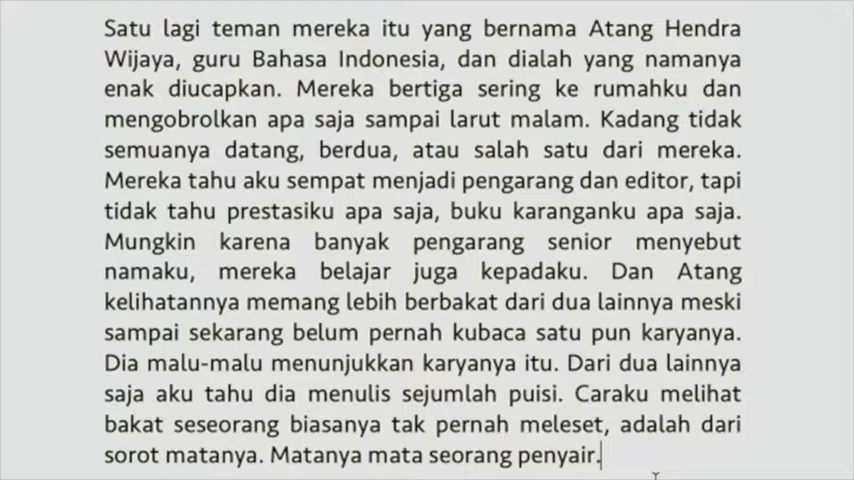 Satu lagi teman mereka itu yang bernama Atang Hendra
Wijaya, guru Bahasa Indonesia, dan dialah yang namanya
enak diucapkan. Mereka bertiga sering ke rumahku dan
mengobrolkan apa saja sampai larut malam. Kadang tidak
semuanya datang, berdua, atau salah satu dari mereka.
Mereka tahu aku sempat menjadi pengarang dan editor, tapi
tidak tahu prestasiku apa saja, buku karanganku apa saja.
Mungkin karena banyak pengarang senior menyebut
namaku, mereka belajar juga kepadaku. Dan Atang
kelihatannya memang lebih berbakat dari dua lainnya meski
sampai sekarang belum pernah kubaca satu pun karyanya.
Dia malu-malu menunjukkan karyanya itu. Dari dua lainnya
saja aku tahu dia menulis sejumlah puisi. Caraku melihat
bakat seseorang biasanya tak pernah meleset, adalah dari
sorot matanya. Matanya mata seorang penyair.